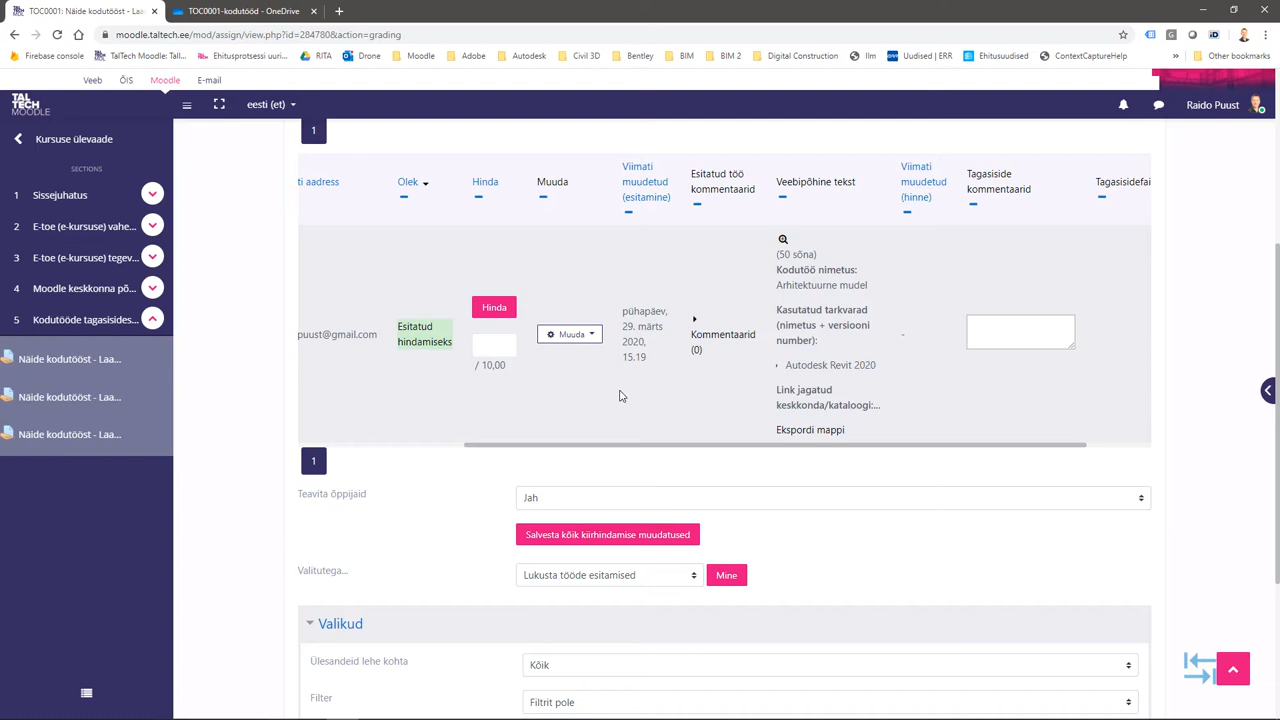 TOC0001: Näide kodutööst - Laa
TOC0001-kodutööd - OneDrive
moodle.taltech.ee/mod/assign/view.php?id=284780&action=grading
Firebase console
TalTech Moodle: Tall...
Ehitusprotsessi uuri...
RITA
Drone
Moodle
Adobe
Autodesk
Civil 3D
Bentley
BIM
BIM 2
Digital Construction
Ilm
Uudised | ERR
Ehitusuudised
ContextCaptureHelp
Other bookmarks
Veeb
ÕIS
Moodle
E-mail
TAL
TECH
MOODLE
eesti (et)
Raido Puust
Kursuse ülevaade
SECTIONS
1 Sissejuhatus
2 E-toe (e-kursuse) vahe...
3 E-toe (e-kursuse) tegev...
4 Moodle keskkonna põ...
5 Kodutööde tagasisides...
Näide kodutööst - Laa...
Näide kodutööst - Laa...
Näide kodutööst - Laa...
1
ti aadress
Olek
Hinda
Muuda
Viimati
muudetud
(esitamine)
Esitatud töö
kommentaarid
Veebipõhine tekst
Viimati
muudetud
(hinne)
Tagasiside
kommentaarid
Tagasisidefai
puust@gmail.com
Esitatud
hindamiseks
Hinda
/ 10,00
Muuda
pühapäev,
29. märts
2020,
15.19
Kommentaarid
(0)
(50 sõna)
Kodutöö nimetus:
Arhitektuurne mudel
Kasutatud tarkvarad
(nimetus + versiooni
number):
Autodesk Revit 2020
Link jagatud
keskkonda/kataloogi:...
Ekspordi mappi
-
1
Teavita õppijaid
Jah
Salvesta kõik kiirhindamise muudatused
Valitutega...
Lukusta tööde esitamised
Mine
Valikud
Ülesandeid lehe kohta
Kõik
Filter
Filtrit pole